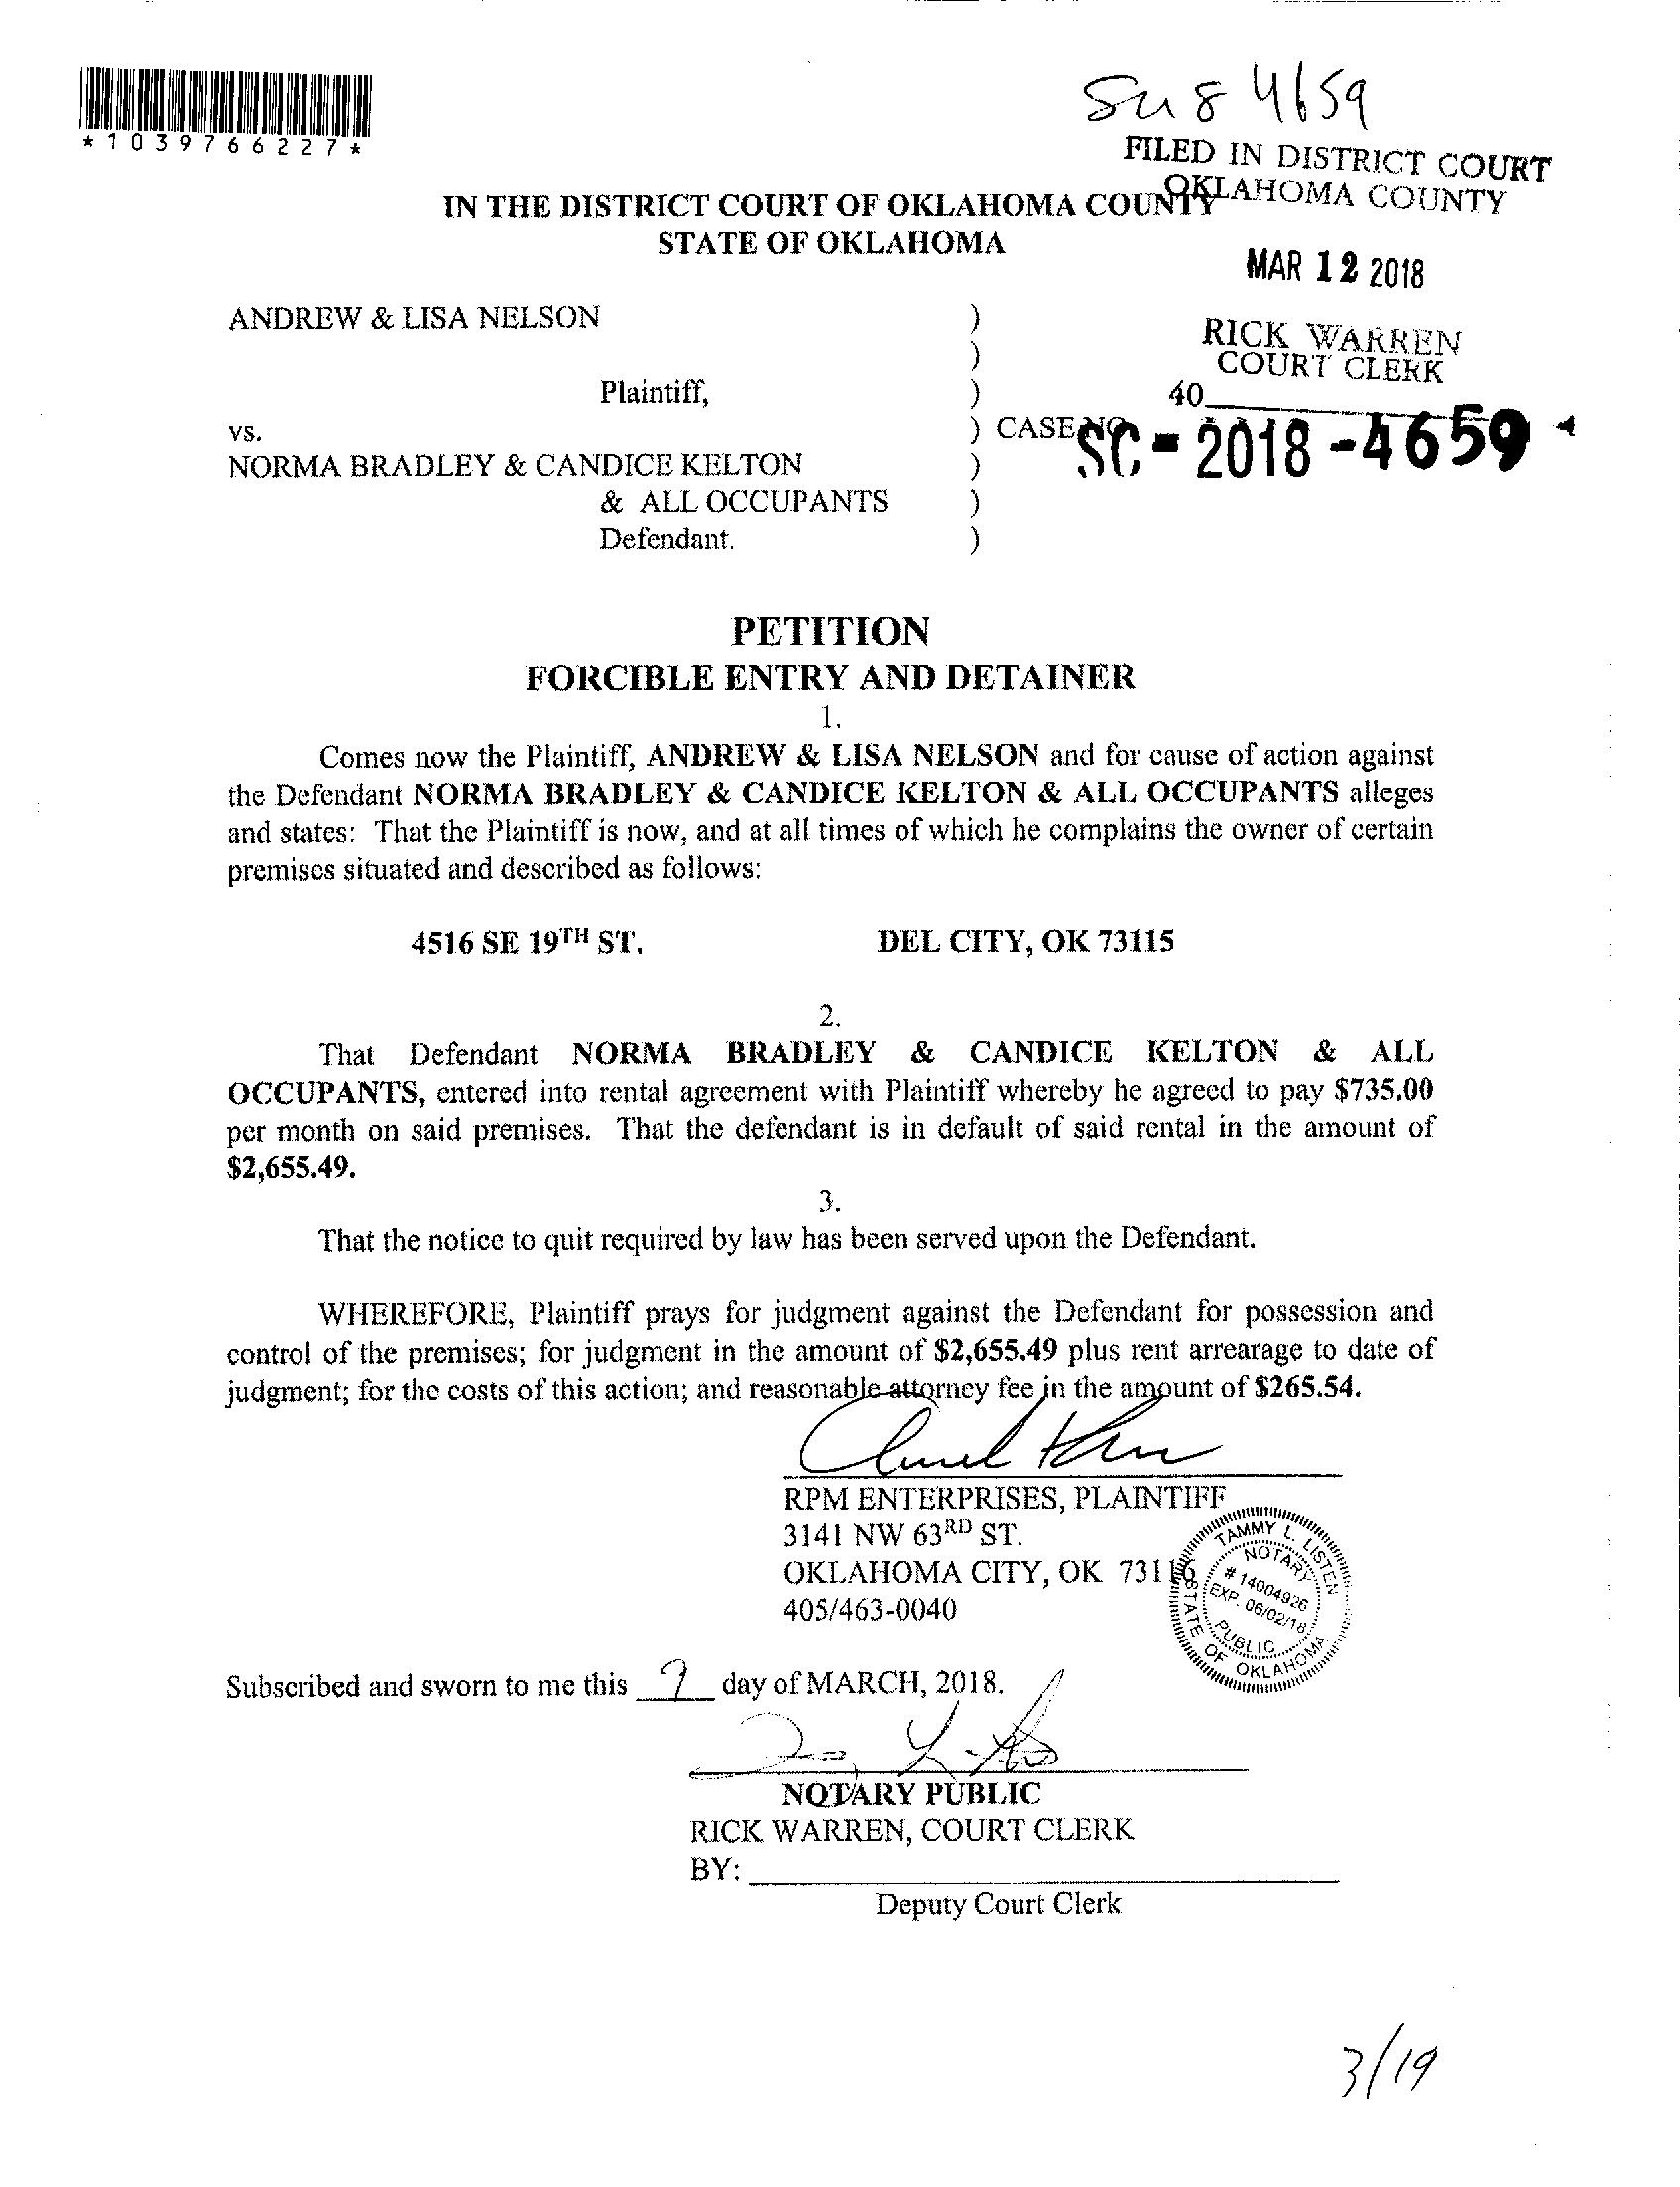 *1039766227*
4659
FILED IN DISTRICT COURT
OKLAHOMA COUNTY
IN THE DISTRICT COURT OF OKLAHOMA COUNTY
STATE OF OKLAHOMA
MAR 12 2018
ANDREW & LISA NELSON )
)
RICK WARREN
COURT CLERK
Plaintiff, )
40
vs. ) CASE NO.
SC-2018-4659
NORMA BRADLEY & CANDICE KELTON )
& ALL OCCUPANTS )
Defendant. )
PETITION
FORCIBLE ENTRY AND DETAINER
1.
Comes now the Plaintiff, ANDREW & LISA NELSON and for cause of action against
the Defendant NORMA BRADLEY & CANDICE KELTON & ALL OCCUPANTS alleges
and states: That the Plaintiff is now, and at all times of which he complains the owner of certain
premises situated and described as follows:
4516 SE 19TH ST. DEL CITY, OK 73115
2.
That Defendant NORMA BRADLEY & CANDICE KELTON & ALL
OCCUPANTS, entered into rental agreement with Plaintiff whereby he agreed to pay $735.00
per month on said premises. That the defendant is in default of said rental in the amount of
$2,655.49.
3.
That the notice to quit required by law has been served upon the Defendant.
WHEREFORE, Plaintiff prays for judgment against the Defendant for possession and
control of the premises; for judgment in the amount of $2,655.49 plus rent arrearage to date of
judgment; for the costs of this action; and reasonable attorney fee in the amount of $265.54.
RPM ENTERPRISES, PLAINTIFF
3141 NW 63RD ST.
OKLAHOMA CITY, OK 73116
405/463-0040
TAMMY L. LISTEN
NOTARY
# 14004926
EXP. 06/02/18
PUBLIC
STATE OF OKLAHOMA
Subscribed and sworn to me this 9 day of MARCH, 2018.
NOTARY PUBLIC
RICK WARREN, COURT CLERK
BY:
Deputy Court Clerk
3/19